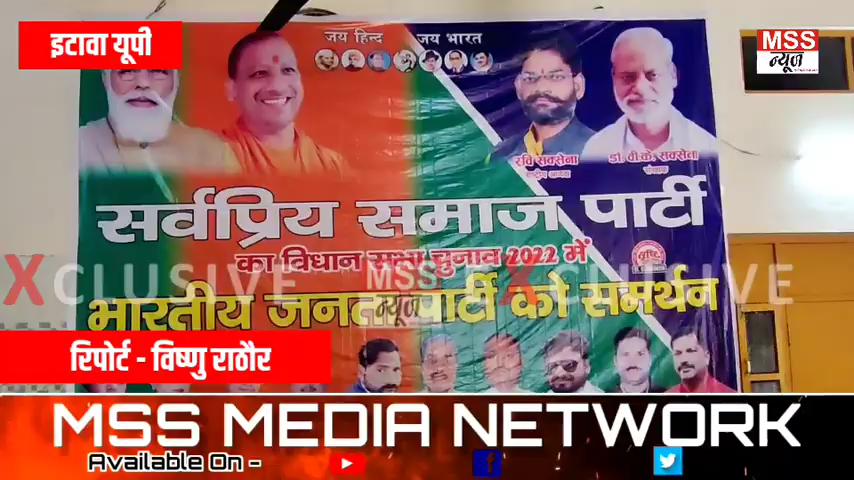 इटावा यूपी
MSS
न्यूज
जय हिन्द जय भारत
रवि सक्सेना
डा. वी.के. सक्सेना
सर्वप्रिय समाज पार्टी
का विधान सभा चुनाव 2022 में
भारतीय जनता पार्टी को समर्थन
XCLUSIVE
MSS
न्यूज
XCLUSIVE
रिपोर्ट - विष्णु राठौर
MSS MEDIA NETWORK
Available On -